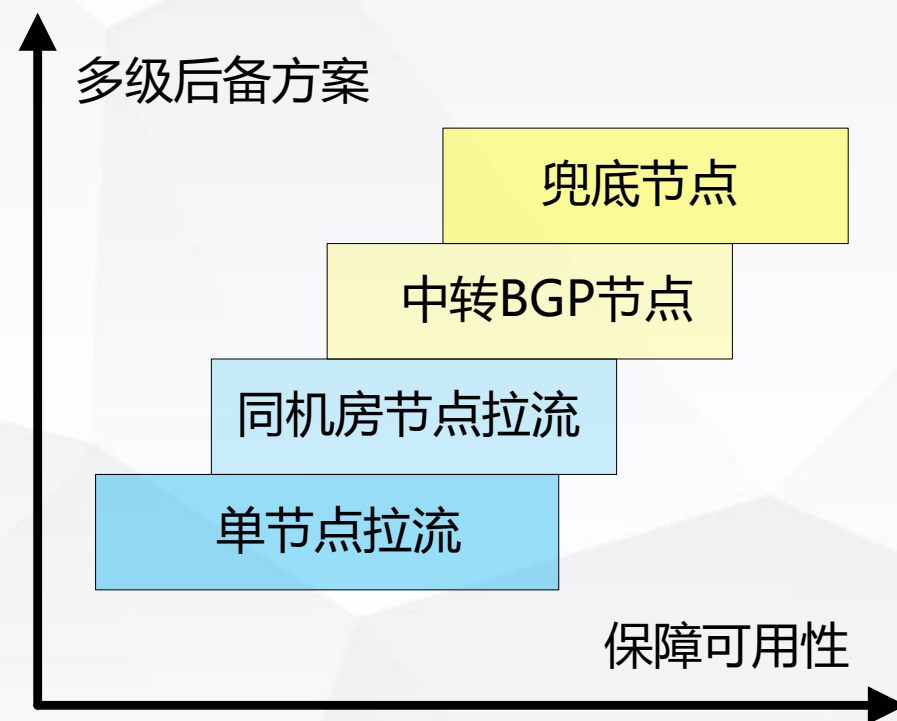 多级后备方案
兜底节点
中转BGP节点
同机房节点拉流
单节点拉流
保障可用性